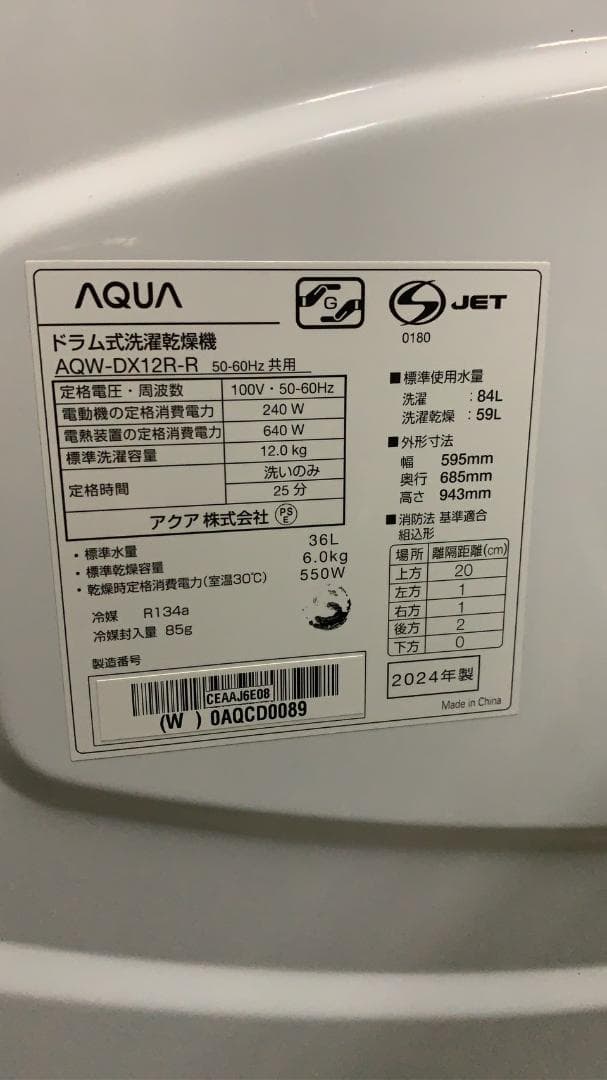 AQUA
G
S JET
0180
ドラム式洗濯乾燥機
AQW-DX12R-R 50-60Hz 共用
定格電圧・周波数 100V・50-60Hz
電動機の定格消費電力 240 W
電熱装置の定格消費電力 640 W
標準洗濯容量 12.0 kg
定格時間 洗いのみ
25 分
アクア 株式会社 PSE
・標準水量 36L
・標準乾燥容量 6.0kg
・乾燥時定格消費電力(室温30℃) 550W
冷媒 R134a
冷媒封入量 85g
製造番号
CEAAJ6E08
(W ) 0AQCD0089
■標準使用水量
洗濯 : 84L
洗濯乾燥 : 59L
■外形寸法
幅 595mm
奥行 685mm
高さ 943mm
■消防法 基準適合
組込形
場所 離隔距離(cm)
上方 20
左方 1
右方 1
後方 2
下方 0
2024年製
Made in China